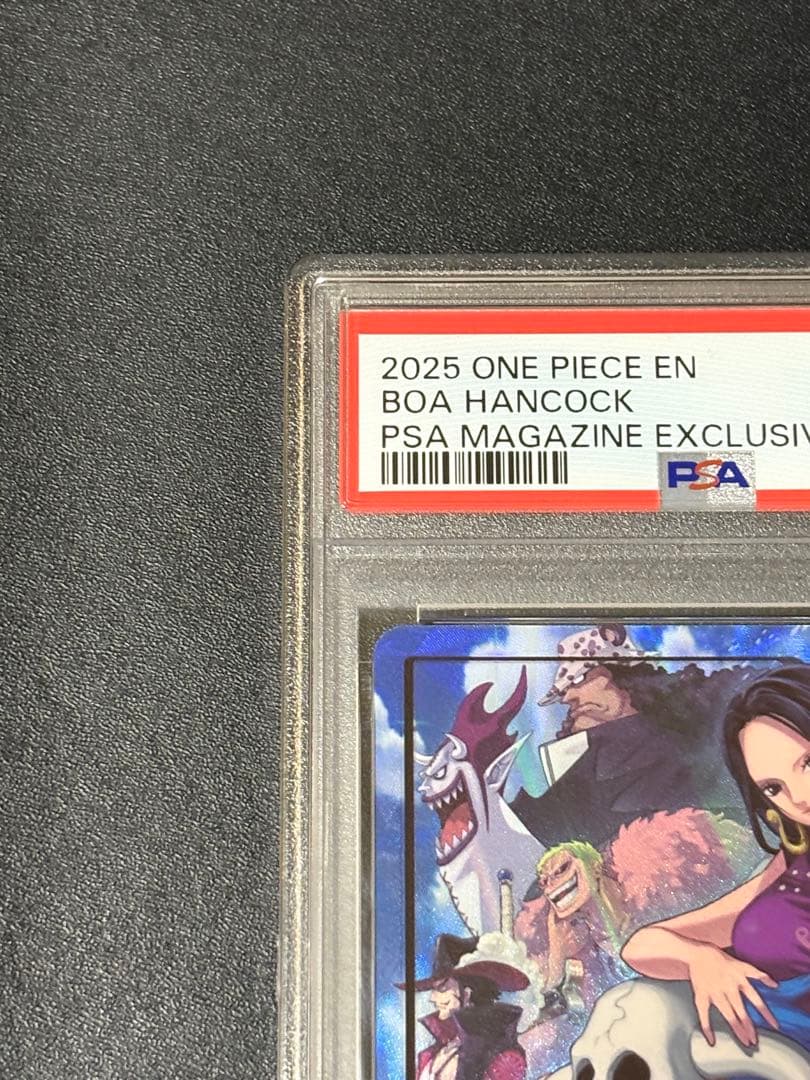 2025 ONE PIECE EN
BOA HANCOCK
PSA MAGAZINE EXCLUSIV
PSA